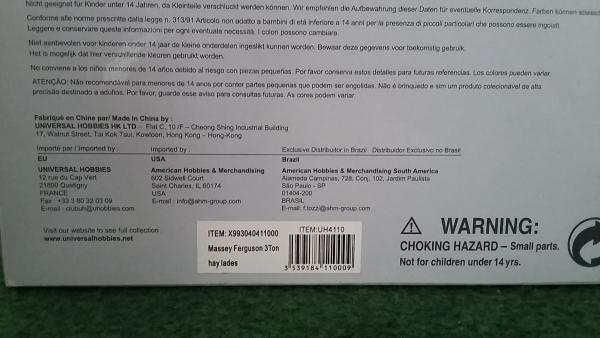 Nicht geeignet für Kinder unter 14 Jahren, da Kleinteile verschluckt werden können. Wir empfehlen die Aufbewahrung dieser Daten für eventuelle Korrespondenz. Farben können abweichen
Conforme alle norme prescritte dalla legge n. 313/91 Articolo non adatto a bambini di età inferiore a 14 anni per la presenza di piccoli particolari che possono essere ingoiati.
Leggere e conservare queste informazioni per ogni eventuale necessità. I colori possono cambiare.
Niet aanbevolen voor kinderen onder 14 jaar de kleine onderdelen ingeslikt kunnen worden. Bewaar deze gegevens voor toekomstig gebruik.
Het is mogelijk dat hier verschillende kleuren gebruikt worden.
No conviene a los niños menores de 14 años debido al riesgo con piezas pequeñas. Por favor conserva estos detalles para futuras referencias. Los colores pueden variar.
ATENÇÃO: Não recomendável para menores de 14 anos por conter partes pequenas que podem ser engolidas. Não é brinquedo e sim um produto colecionável de alta
precisão destinado a adultos. Por favor, guarde esse aviso para consultas futuras. As cores podem variar.
Fabriqué en Chine par/ Made in China by :
UNIVERSAL HOBBIES HK LTD – Flat C, 10 /F – Cheong Shing Industrial Building
17, Walnut Street, Tai Kok Tsui, Kowloon, Hong Kong – Hong-Kong
Importé par / Imported by :
EU
UNIVERSAL HOBBIES
12 rue du Cap Vert
21800 Quetigny
FRANCE
Fax : +33 3 80 32 03 09
E-mail : clubuh@uhobbies.com
Imported by :
USA
American Hobbies & Merchandising
602 Sidwell Court
Saint Charles, IL 60174
USA
E-mail : info@ahm-group.com
Exclusive Distributor in Brazil Distribuidor Exclusivo no Brasil
Brazil
American Hobbies & Merchandising South America
Alameda Campinas, 728, Conj. 102, Jardim Paulista
São Paulo - SP
01404-200
BRASIL
E-mail: f.tozzi@ahm-group.com
Visit our website to see full collection :
www.universalhobbies.net
ITEM: X993040411000
Massey Ferguson 3Ton
hay lades
ITEM:UH4110
3 539184 110009
WARNING:
CHOKING HAZARD – Small parts.
Not for children under 14 yrs.